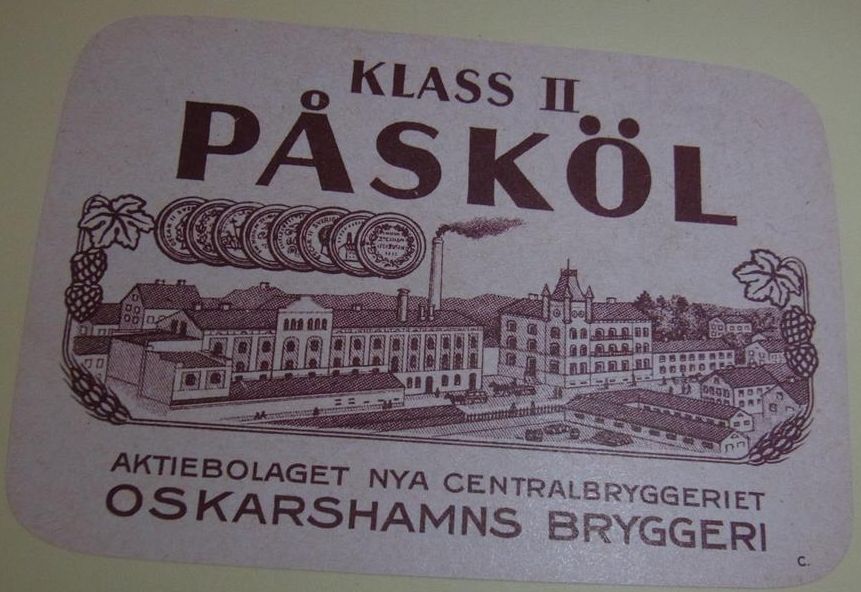 KLASS II
PÅSKÖL
AKTIEBOLAGET NYA CENTRALBRYGGERIET
OSKARSHAMNS BRYGGERI
C.